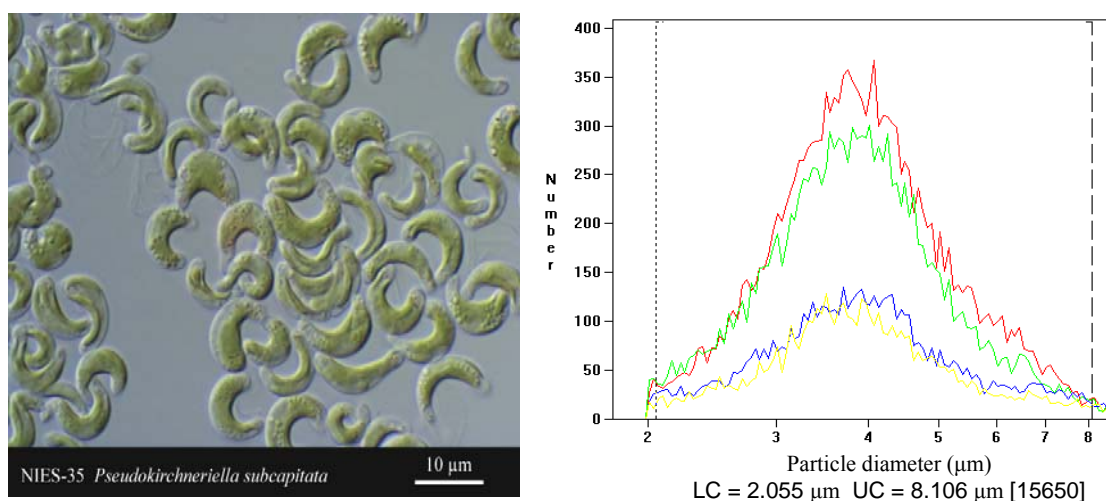 NIES-35 Pseudokirchneriella subcapitata
10 μm
400
350
300
250
200
150
100
50
0
Number
2 3 4 5 6 7 8
Particle diameter (μm)
LC = 2.055 μm UC = 8.106 μm [15650]